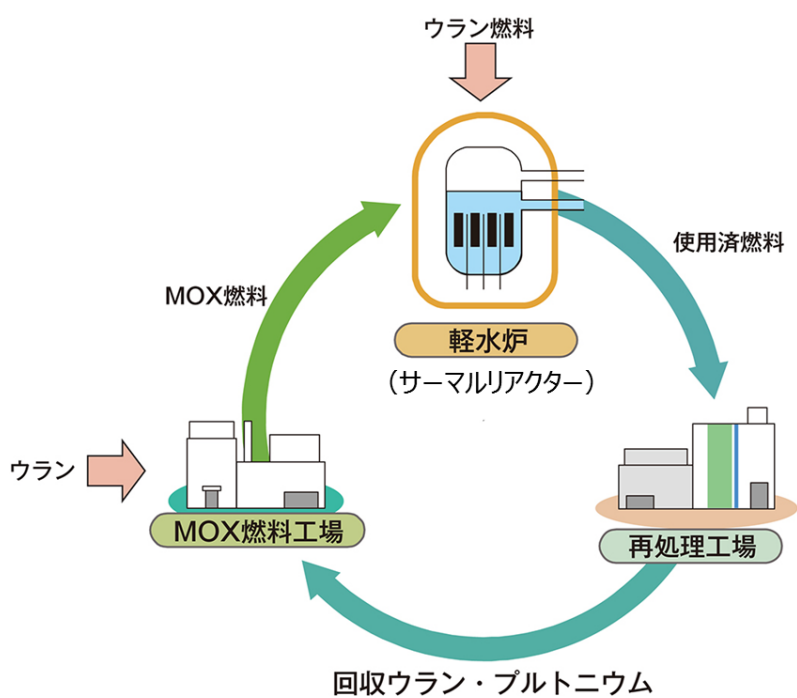 ウラン燃料
使用済燃料
MOX燃料
軽水炉
（サーマルリアクター）
ウラン
MOX燃料工場
再処理工場
回収ウラン・プルトニウム